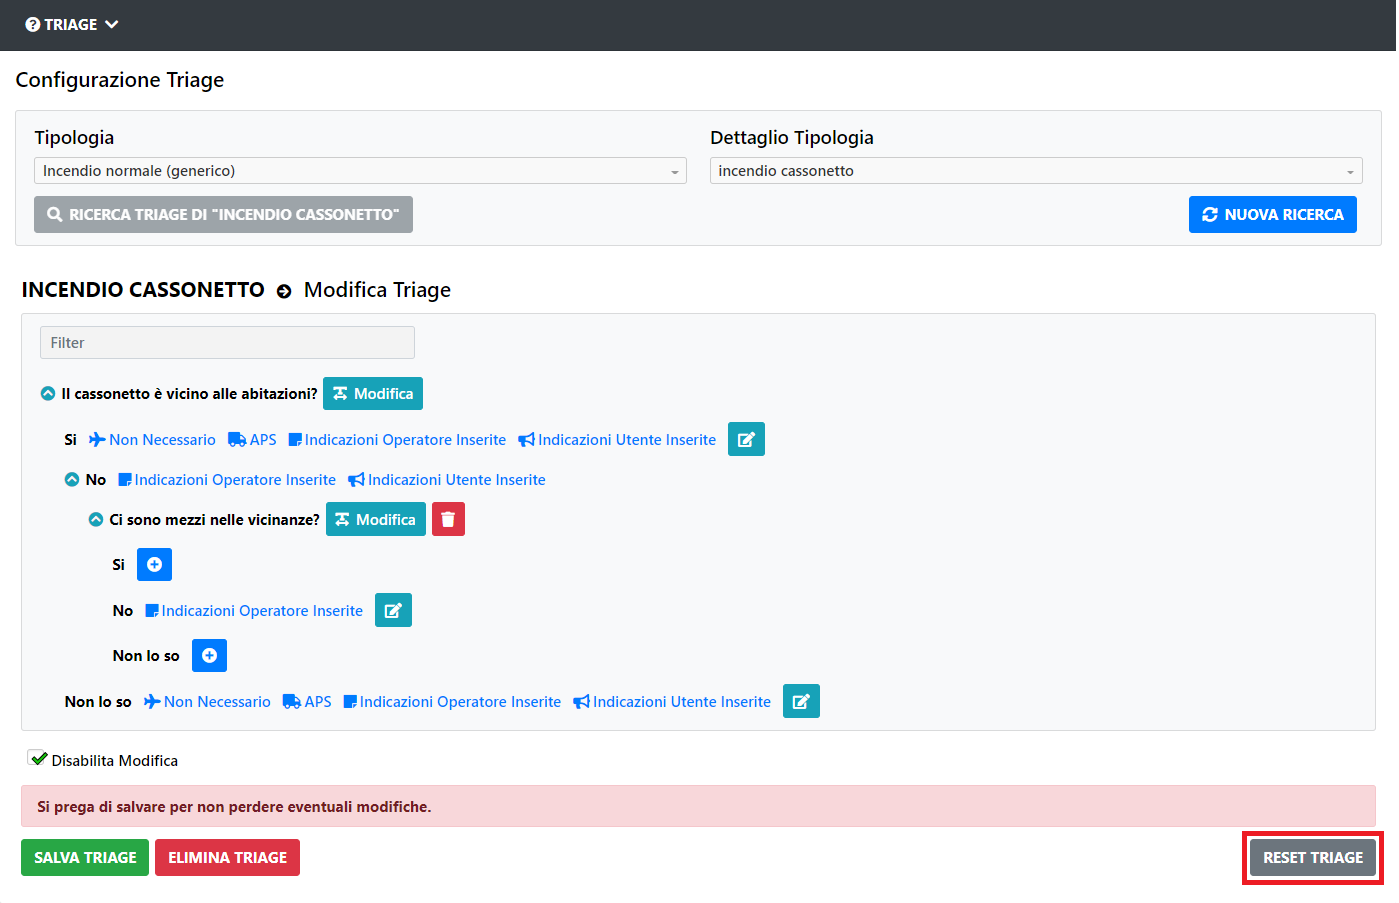 TRIAGE
Configurazione Triage
Tipologia
Dettaglio Tipologia
Incendio normale (generico)
incendio cassonetto
RICERCA TRIAGE DI "INCENDIO CASSONETTO"
NUOVA RICERCA
INCENDIO CASSONETTO Modifica Triage
Filter
Il cassonetto è vicino alle abitazioni? Modifica
Si Non Necessario APS Indicazioni Operatore Inserite Indicazioni Utente Inserite
No Indicazioni Operatore Inserite Indicazioni Utente Inserite
Ci sono mezzi nelle vicinanze? Modifica
Si
No Indicazioni Operatore Inserite
Non lo so
Non lo so Non Necessario APS Indicazioni Operatore Inserite Indicazioni Utente Inserite
Disabilita Modifica
Si prega di salvare per non perdere eventuali modifiche.
SALVA TRIAGE ELIMINA TRIAGE RESET TRIAGE